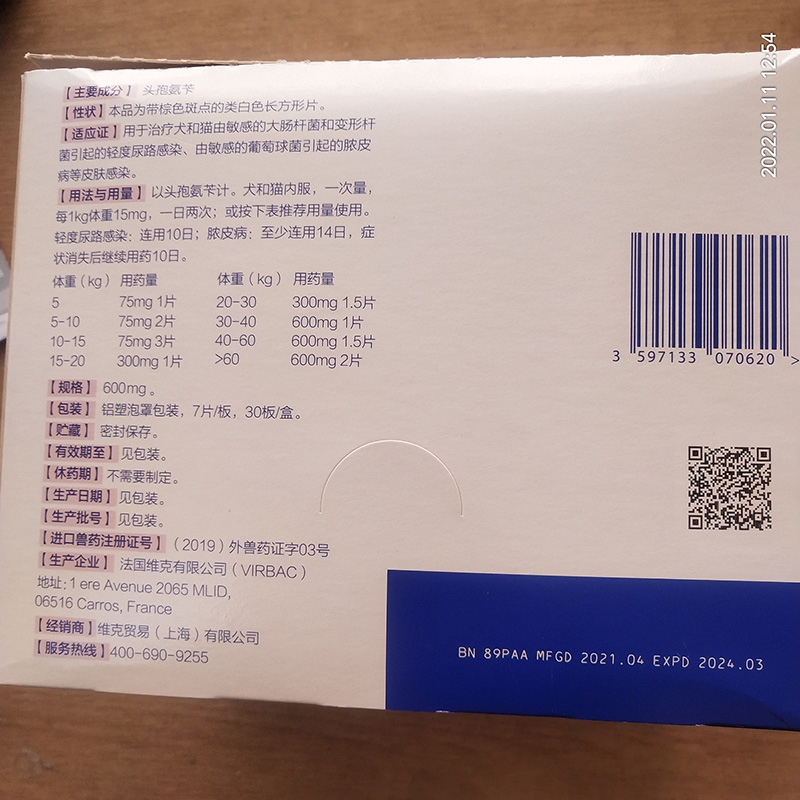 【主要成分】 头孢氨苄
【性状】本品为带棕色斑点的类白色长方形片。
【适应证】用于治疗犬和猫由敏感的大肠杆菌和变形杆
菌引起的轻度尿路感染、由敏感的葡萄球菌引起的脓皮
病等皮肤感染。
【用法与用量】 以头孢氨苄计。犬和猫内服，一次量，
每1kg体重15mg，一日两次；或按下表推荐用量使用。
轻度尿路感染：连用10日；脓皮病：至少连用14日，症
状消失后继续用药10日。
体重（kg） 用药量 体重（kg） 用药量
5 75mg 1片 20-30 300mg 1.5片
5-10 75mg 2片 30-40 600mg 1片
10-15 75mg 3片 40-60 600mg 1.5片
15-20 300mg 1片 >60 600mg 2片
【规格】 600mg。
【包装】 铝塑泡罩包装，7片/板，30板/盒。
【贮藏】 密封保存。
【有效期至】见包装。
【休药期】不需要制定。
【生产日期】见包装。
【生产批号】见包装。
【进口兽药注册证号】（2019）外兽药证字03号
【生产企业】 法国维克有限公司（VIRBAC）
地址：1 ere Avenue 2065 MLID,
06516 Carros, France
【经销商】维克贸易（上海）有限公司
【服务热线】400-690-9255
2022.01.11 12:54
3 597133 070620 >
BN 89PAA MFGD 2021.04 EXPD 2024.03